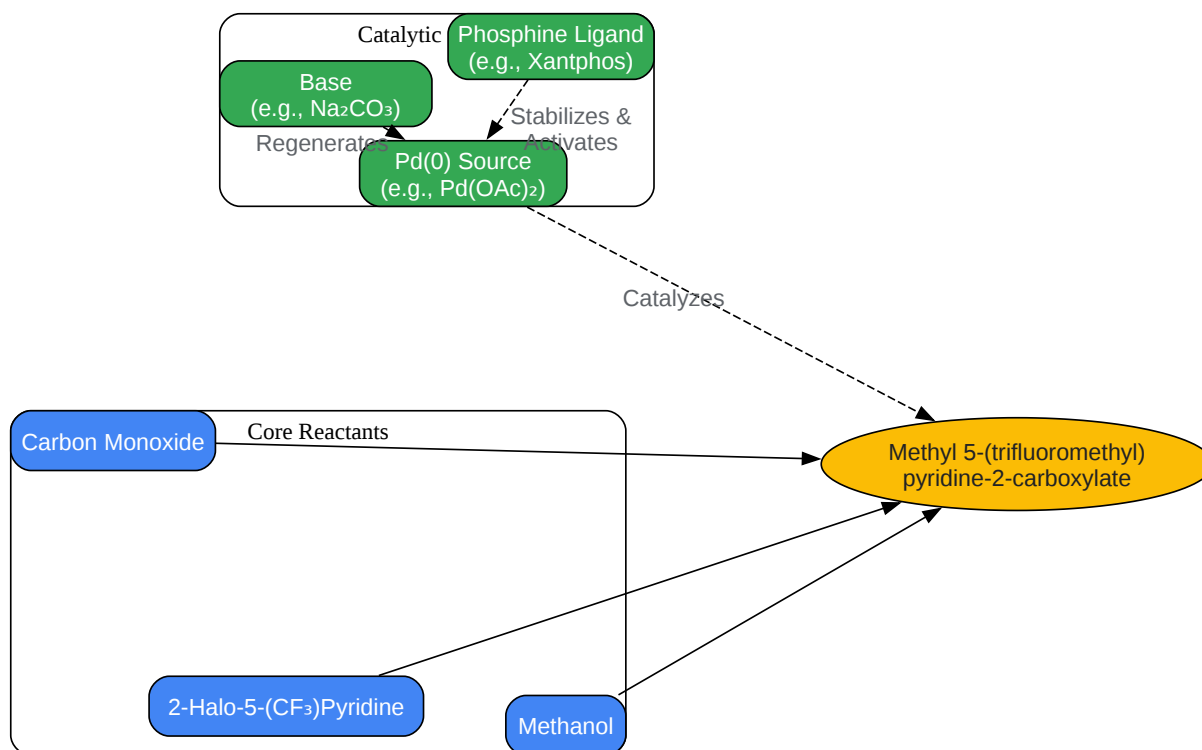 Catalytic
Phosphine Ligand
(e.g., Xantphos)
Base
(e.g., Na₂CO₃)
Regenerates
Stabilizes &
Activates
Pd(0) Source
(e.g., Pd(OAc)₂)
Catalyzes
Carbon Monoxide
Core Reactants
Methyl 5-(trifluoromethyl)
pyridine-2-carboxylate
2-Halo-5-(CF₃)Pyridine
Methanol